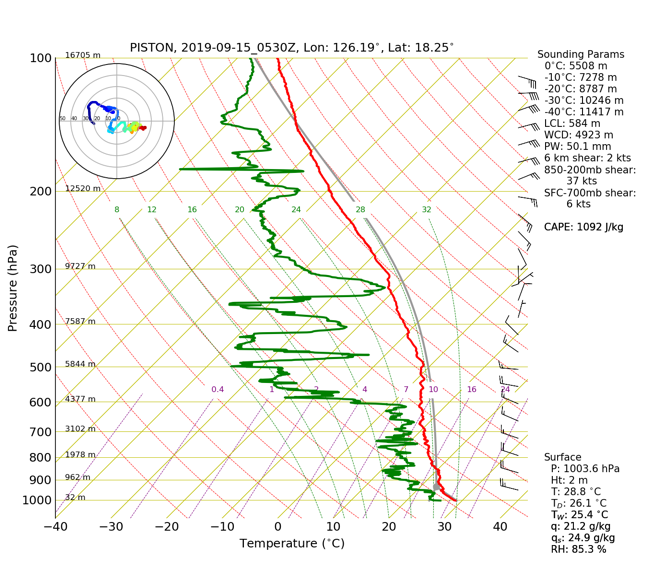 PISTON, 2019-09-15_0530Z, Lon: 126.19°, Lat: 18.25°
Sounding Params
0°C: 5508 m
-10°C: 7278 m
-20°C: 8787 m
-30°C: 10246 m
-40°C: 11417 m
LCL: 584 m
WCD: 4923 m
PW: 50.1 mm
6 km shear: 2 kts
850-200mb shear:
37 kts
SFC-700mb shear:
6 kts
CAPE: 1092 J/kg
100
16705 m
200
12520 m
8 12 16 20 24 28 32
300
9727 m
400
7587 m
500
5844 m
0.4 1 2 4 7 10 16 24
600
4377 m
700
3102 m
800
1978 m
900
962 m
1000
32 m
Pressure (hPa)
−40 −30 −20 −10 0 10 20 30 40
Temperature (°C)
Surface
P: 1003.6 hPa
Ht: 2 m
T: 28.8 °C
TD: 26.1 °C
TW: 25.4 °C
q: 21.2 g/kg
qs: 24.9 g/kg
RH: 85.3 %